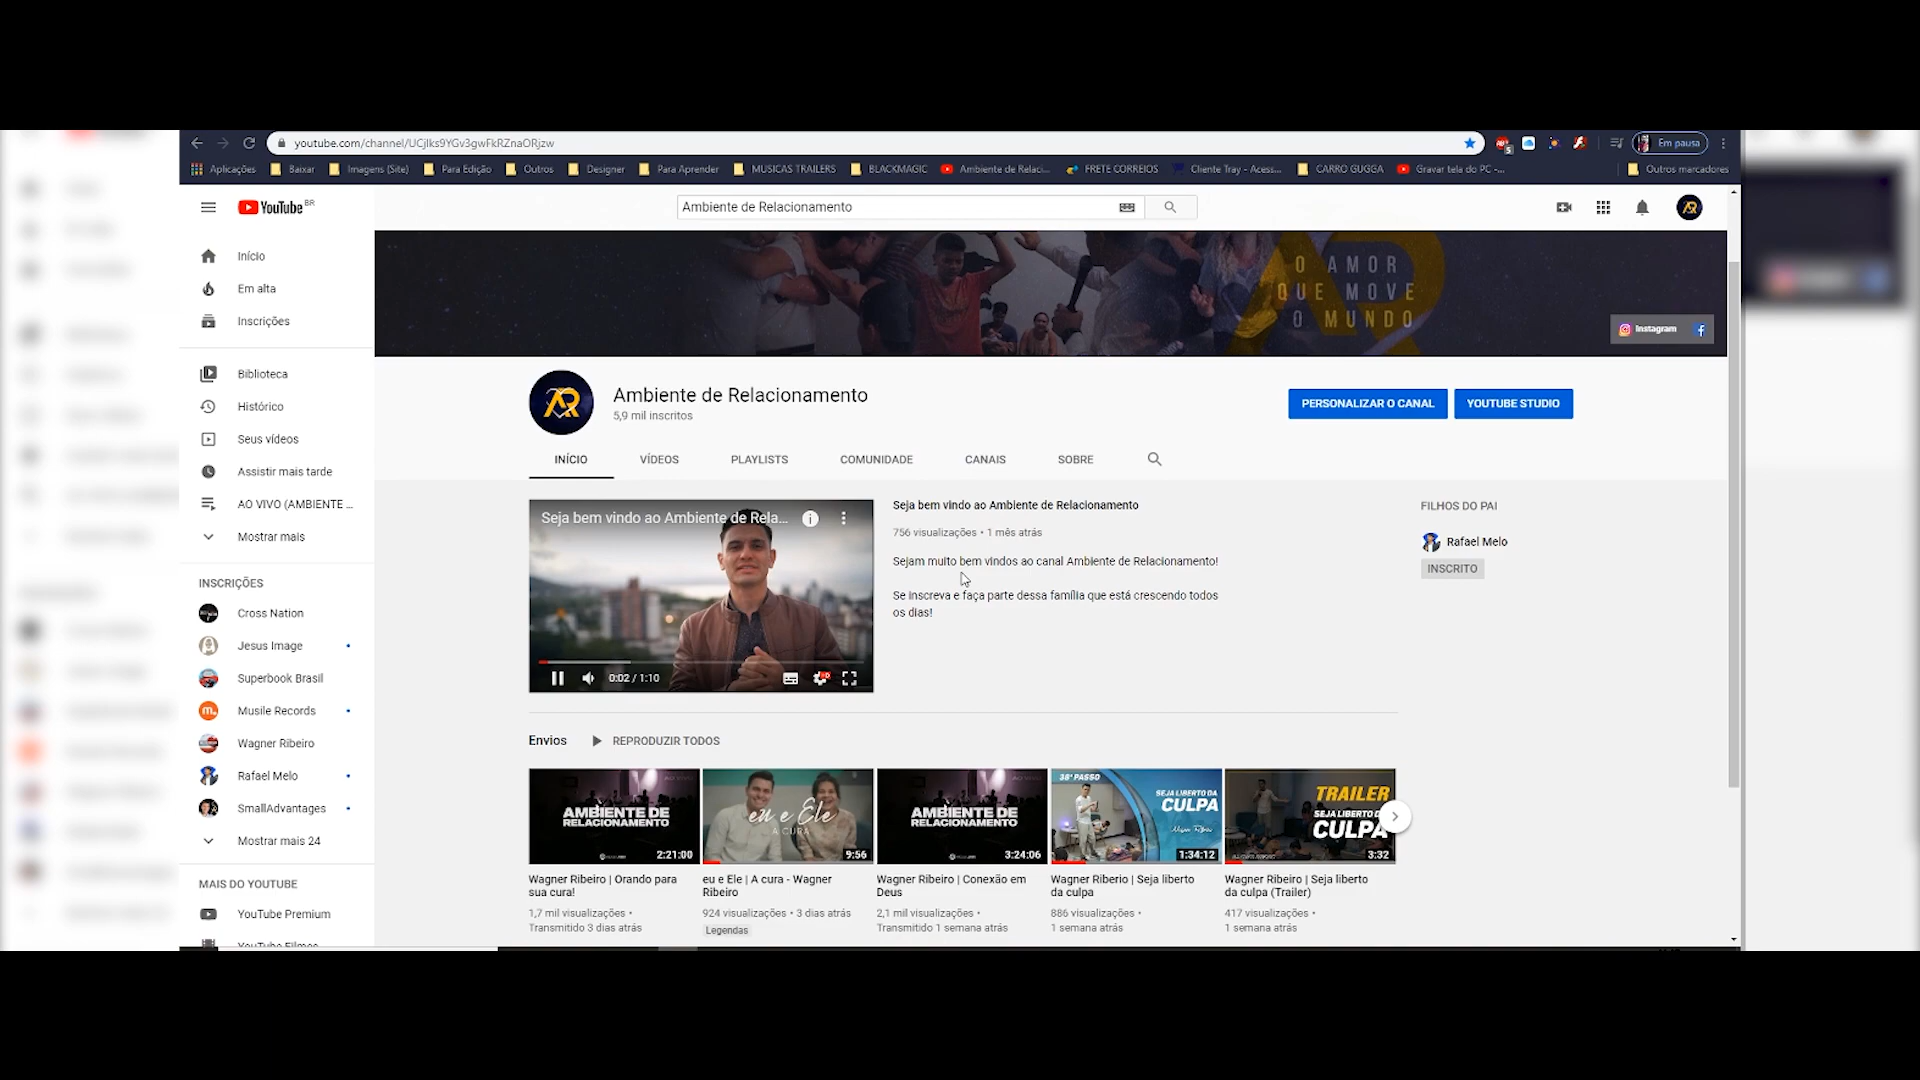 youtube.com/channel/UCjlks9YGv3gwFkRZnaORjzw
Em pausa
Aplicações Baixar Imagens (Site) Para Edição Outros Designer Para Aprender MUSICAS TRAILERS BLACKMAGIC Ambiente de Relaci... FRETE CORREIOS Cliente Tray - Acess... CARRO GUGGA Gravar tela do PC -... Outros marcadores
YouTube BR
Ambiente de Relacionamento
O AMOR
QUE MOVE
O MUNDO
Instagram
Início
Em alta
Inscrições
Biblioteca
Histórico
Seus vídeos
Assistir mais tarde
AO VIVO (AMBIENTE ...
Mostrar mais
INSCRIÇÕES
Cross Nation
Jesus Image
Superbook Brasil
Musile Records
Wagner Ribeiro
Rafael Melo
SmallAdvantages
Mostrar mais 24
MAIS DO YOUTUBE
YouTube Premium
YouTube Filmes
Ambiente de Relacionamento
5,9 mil inscritos
PERSONALIZAR O CANAL
YOUTUBE STUDIO
INÍCIO VÍDEOS PLAYLISTS COMUNIDADE CANAIS SOBRE
Seja bem vindo ao Ambiente de Rela...
0:02 / 1:10
Seja bem vindo ao Ambiente de Relacionamento
756 visualizações • 1 mês atrás
Sejam muito bem vindos ao canal Ambiente de Relacionamento!
Se inscreva e faça parte dessa família que está crescendo todos
os dias!
FILHOS DO PAI
Rafael Melo
INSCRITO
Envios REPRODUZIR TODOS
AMBIENTE DE
RELACIONAMENTO
2:21:00
eu e Ele
A CURA
9:56
AMBIENTE DE
RELACIONAMENTO
3:24:06
38º PASSO
SEJA LIBERTO DA
CULPA
1:34:12
TRAILER
SEJA LIBERTO DA
CULPA
3:32
Wagner Ribeiro | Orando para
sua cura!
1,7 mil visualizações •
Transmitido 3 dias atrás
eu e Ele | A cura - Wagner
Ribeiro
924 visualizações • 3 dias atrás
Legendas
Wagner Ribeiro | Conexão em
Deus
2,1 mil visualizações •
Transmitido 1 semana atrás
Wagner Riberio | Seja liberto
da culpa
886 visualizações •
1 semana atrás
Wagner Ribeiro | Seja liberto
da culpa (Trailer)
417 visualizações •
1 semana atrás